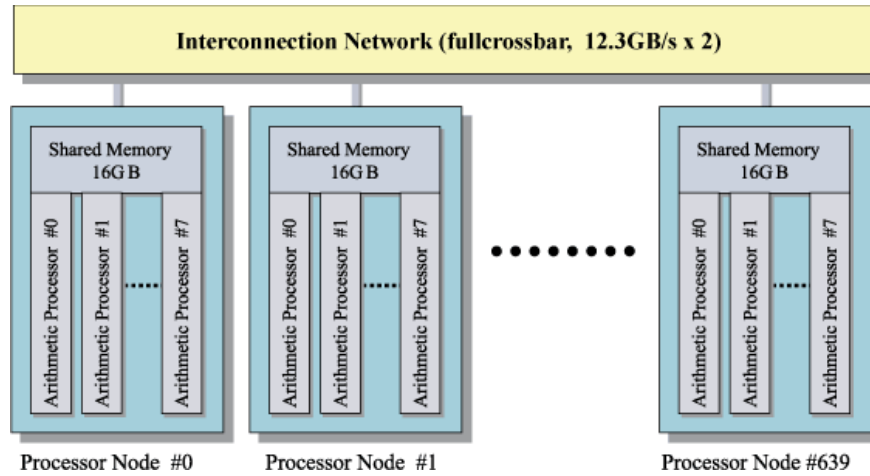 Interconnection Network (fullcrossbar, 12.3GB/s x 2)
Shared Memory
16GB
Arithmetic Processor #0
Arithmetic Processor #1
Arithmetic Processor #7
Processor Node #0
Shared Memory
16GB
Arithmetic Processor #0
Arithmetic Processor #1
Arithmetic Processor #7
Processor Node #1
Shared Memory
16GB
Arithmetic Processor #0
Arithmetic Processor #1
Arithmetic Processor #7
Processor Node #639